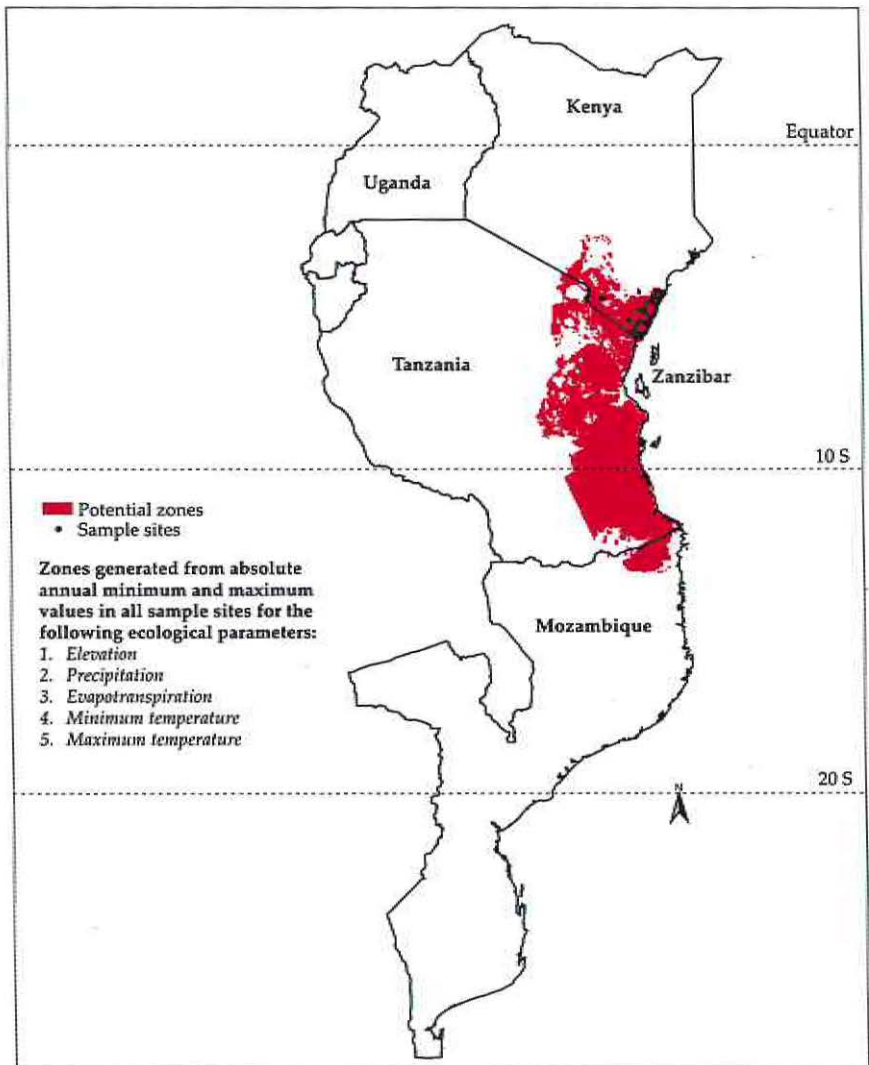 Kenya
Equator
Uganda
Tanzania
Zanzibar
10 S
Potential zones
Sample sites
Zones generated from absolute
annual minimum and maximum
values in all sample sites for the
following ecological parameters:
1. Elevation
2. Precipitation
3. Evapotranspiration
4. Minimum temperature
5. Maximum temperature
Mozambique
20 S
N